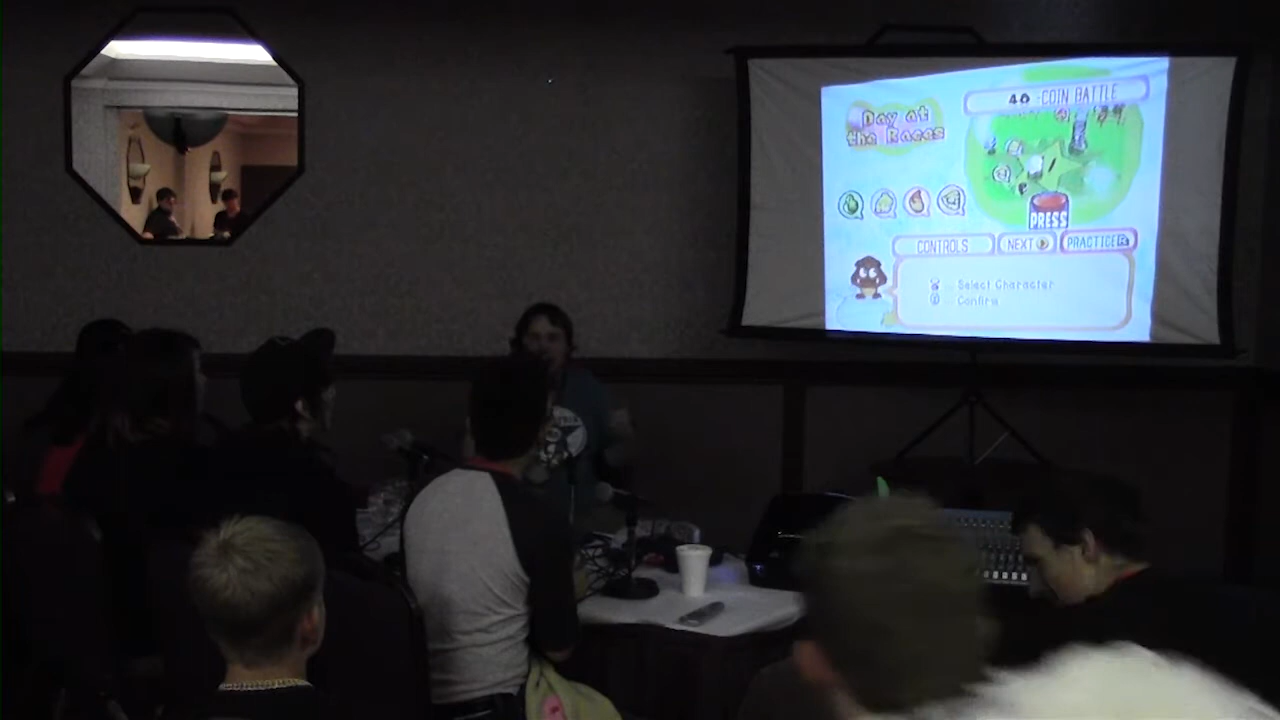 40-COIN BATTLE
Day at
the Races
PRESS
CONTROLS
NEXT
PRACTICE
Select Character
Confirm